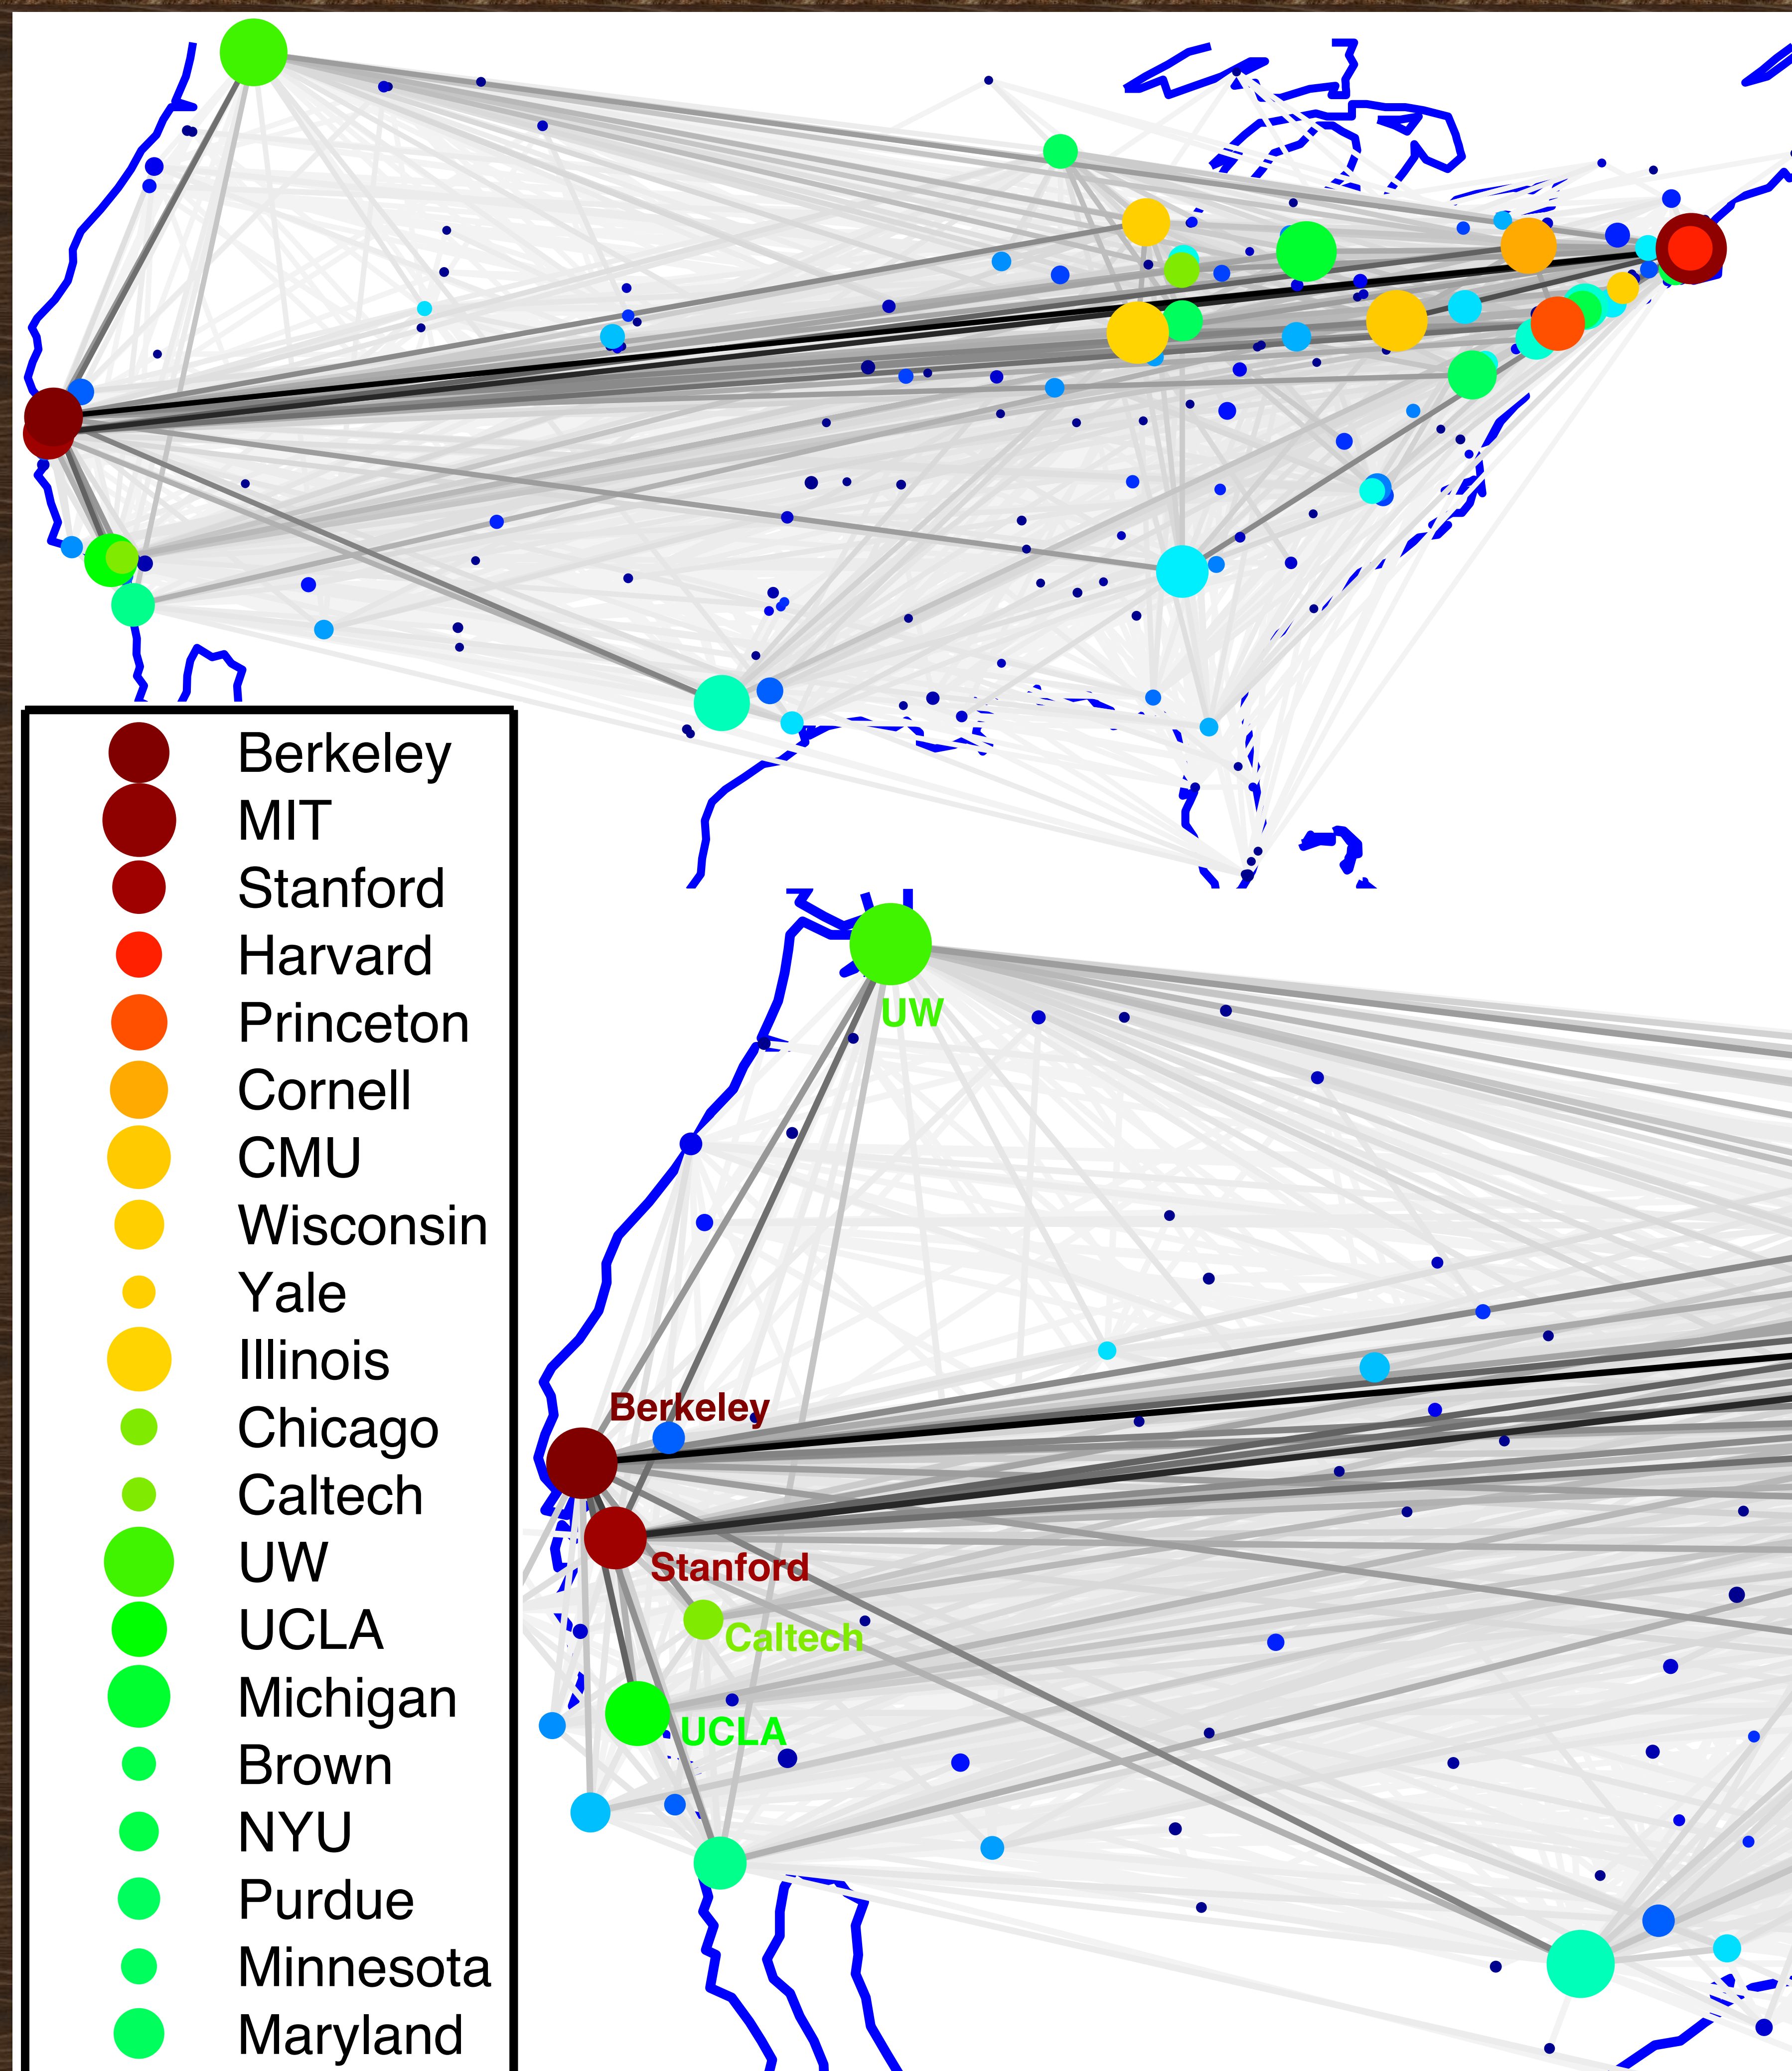 Berkeley
MIT
Stanford
Harvard
Princeton
Cornell
CMU
Wisconsin
Yale
Illinois
Chicago
Caltech
UW
UCLA
Michigan
Brown
NYU
Purdue
Minnesota
Maryland
UW
Berkeley
Stanford
Caltech
UCLA